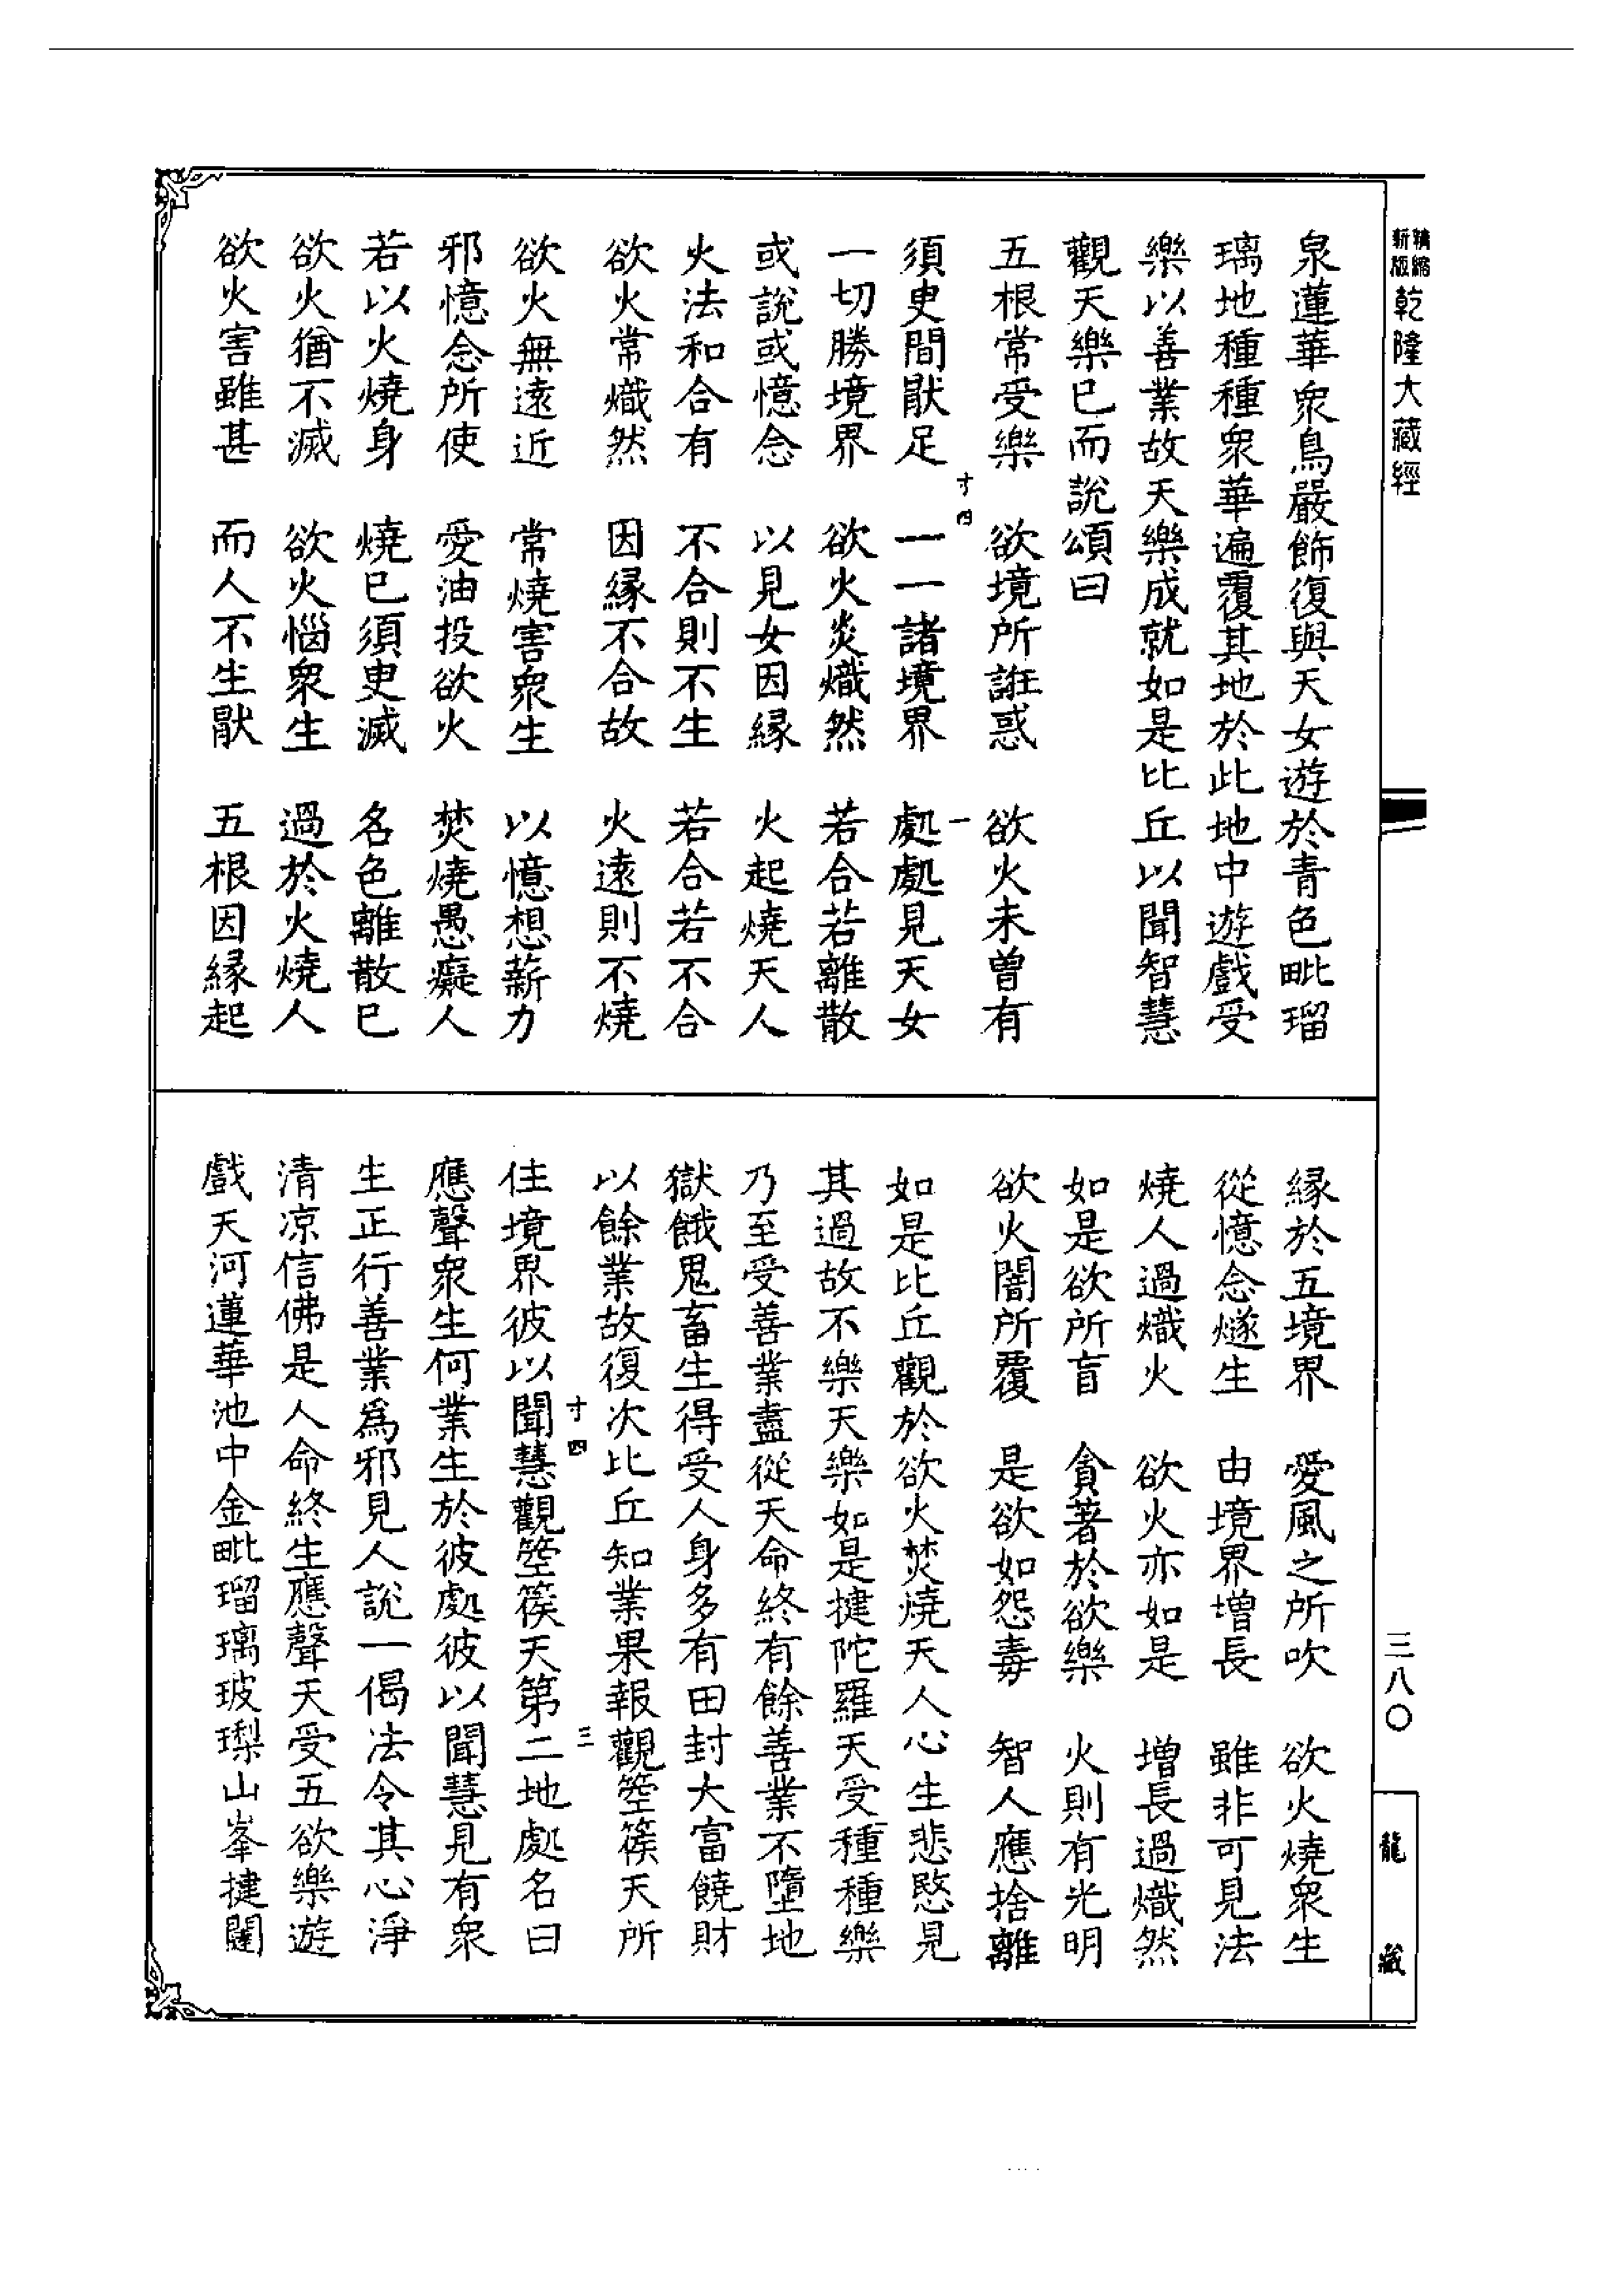 精縮新版乾隆大藏經
泉蓮華衆鳥嚴飾復與天女遊於青色毗瑠
璃地種種衆華遍覆其地於此地中遊戲受
樂以善業故天樂成就如是比丘以聞智慧
觀天樂已而說頌曰
五根常受樂　欲境所誑惑　欲火未曾有
寸四　一
須臾間猒足　一一諸境界　處處見天女
一切勝境界　欲火炎熾然　若合若離散
或說或憶念　以見女因緣　火起燒天人
火法和合有　不合則不生　若合若不合
欲火常熾然　因緣不合故　火遠則不燒
欲火無遠近　常燒害衆生　以憶想薪力
邪憶念所使　愛油投欲火　焚燒愚癡人
若以火燒身　燒已須臾滅　名色離散已
欲火猶不滅　欲火惱衆生　過於火燒人
欲火害雖甚　而人不生猒　五根因緣起
緣於五境界　愛風之所吹　欲火燒衆生
從憶念燧生　由境界增長　雖非可見法
燒人過熾火　欲火亦如是　增長過熾然
如是欲所盲　貪著於欲樂　火則有光明
欲火闇所覆　是欲如怨毒　智人應捨離
如是比丘觀於欲火焚燒天人心生悲愍見
其過故不樂天樂如是揵陀羅天受種種樂
乃至受善業盡從天命終有餘善業不墮地
獄餓鬼畜生得受人身多有田封大富饒財
以餘業故復次比丘知業果報觀箜篌天所
寸四　三
住境界彼以聞慧觀箜篌天第二地處名曰
應聲衆生何業生於彼處彼以聞慧見有衆
生正行善業爲邪見人說一偈法令其心淨
清凉信佛是人命終生應聲天受五欲樂遊
戲天河蓮華池中金毗瑠璃玻瓈山峯揵闥
三八〇
龍藏